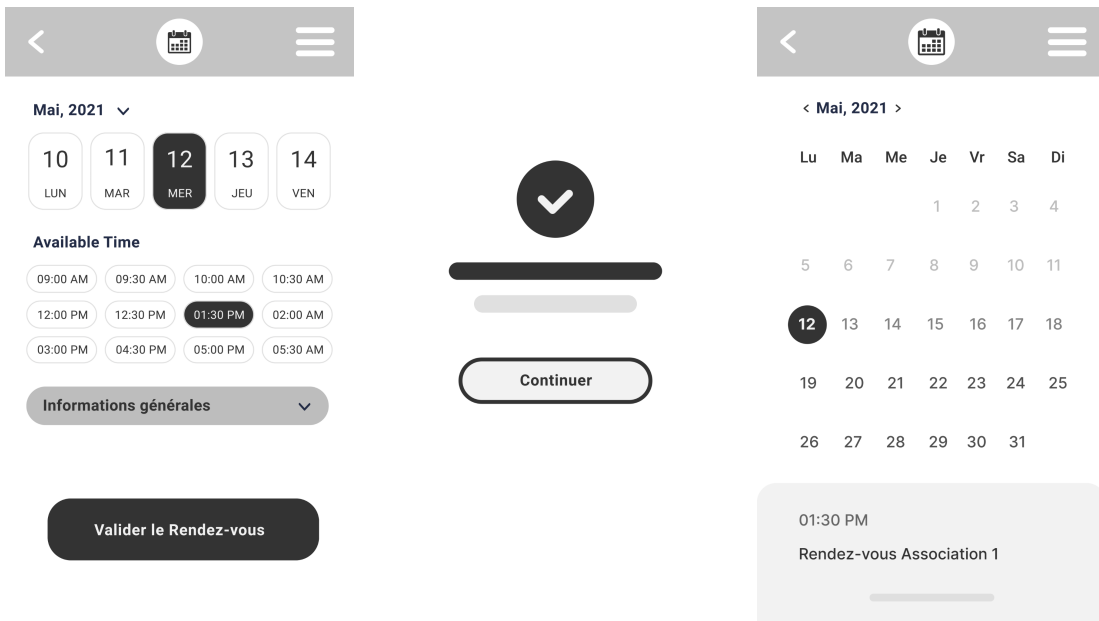 Mai, 2021
10 11 12 13 14
LUN MAR MER JEU VEN
Available Time
09:00 AM 09:30 AM 10:00 AM 10:30 AM
12:00 PM 12:30 PM 01:30 PM 02:00 AM
03:00 PM 04:30 PM 05:00 PM 05:30 AM
Informations générales
Valider le Rendez-vous
Continuer
< Mai, 2021 >
Lu Ma Me Je Vr Sa Di
1 2 3 4
5 6 7 8 9 10 11
12 13 14 15 16 17 18
19 20 21 22 23 24 25
26 27 28 29 30 31
01:30 PM
Rendez-vous Association 1